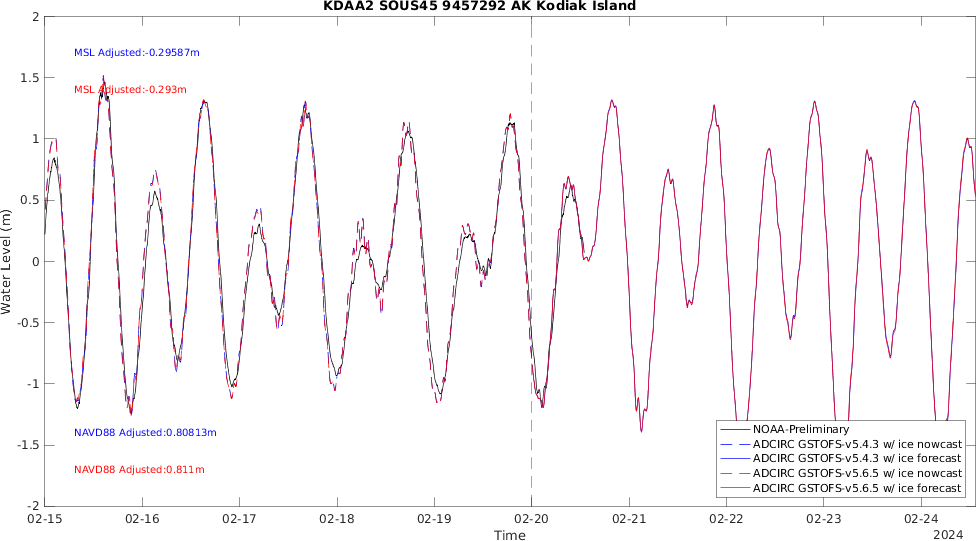 KDAA2 SOUS45 9457292 AK Kodiak Island
2
1.5
1
0.5
0
-0.5
-1
-1.5
-2
Water Level (m)
MSL Adjusted:-0.29587m
MSL Adjusted:-0.293m
NAVD88 Adjusted:0.80813m
NAVD88 Adjusted:0.811m
NOAA-Preliminary
ADCIRC GSTOFS-v5.4.3 w/ ice nowcast
ADCIRC GSTOFS-v5.4.3 w/ ice forecast
ADCIRC GSTOFS-v5.6.5 w/ ice nowcast
ADCIRC GSTOFS-v5.6.5 w/ ice forecast
02-15 02-16 02-17 02-18 02-19 02-20 02-21 02-22 02-23 02-24
Time
2024